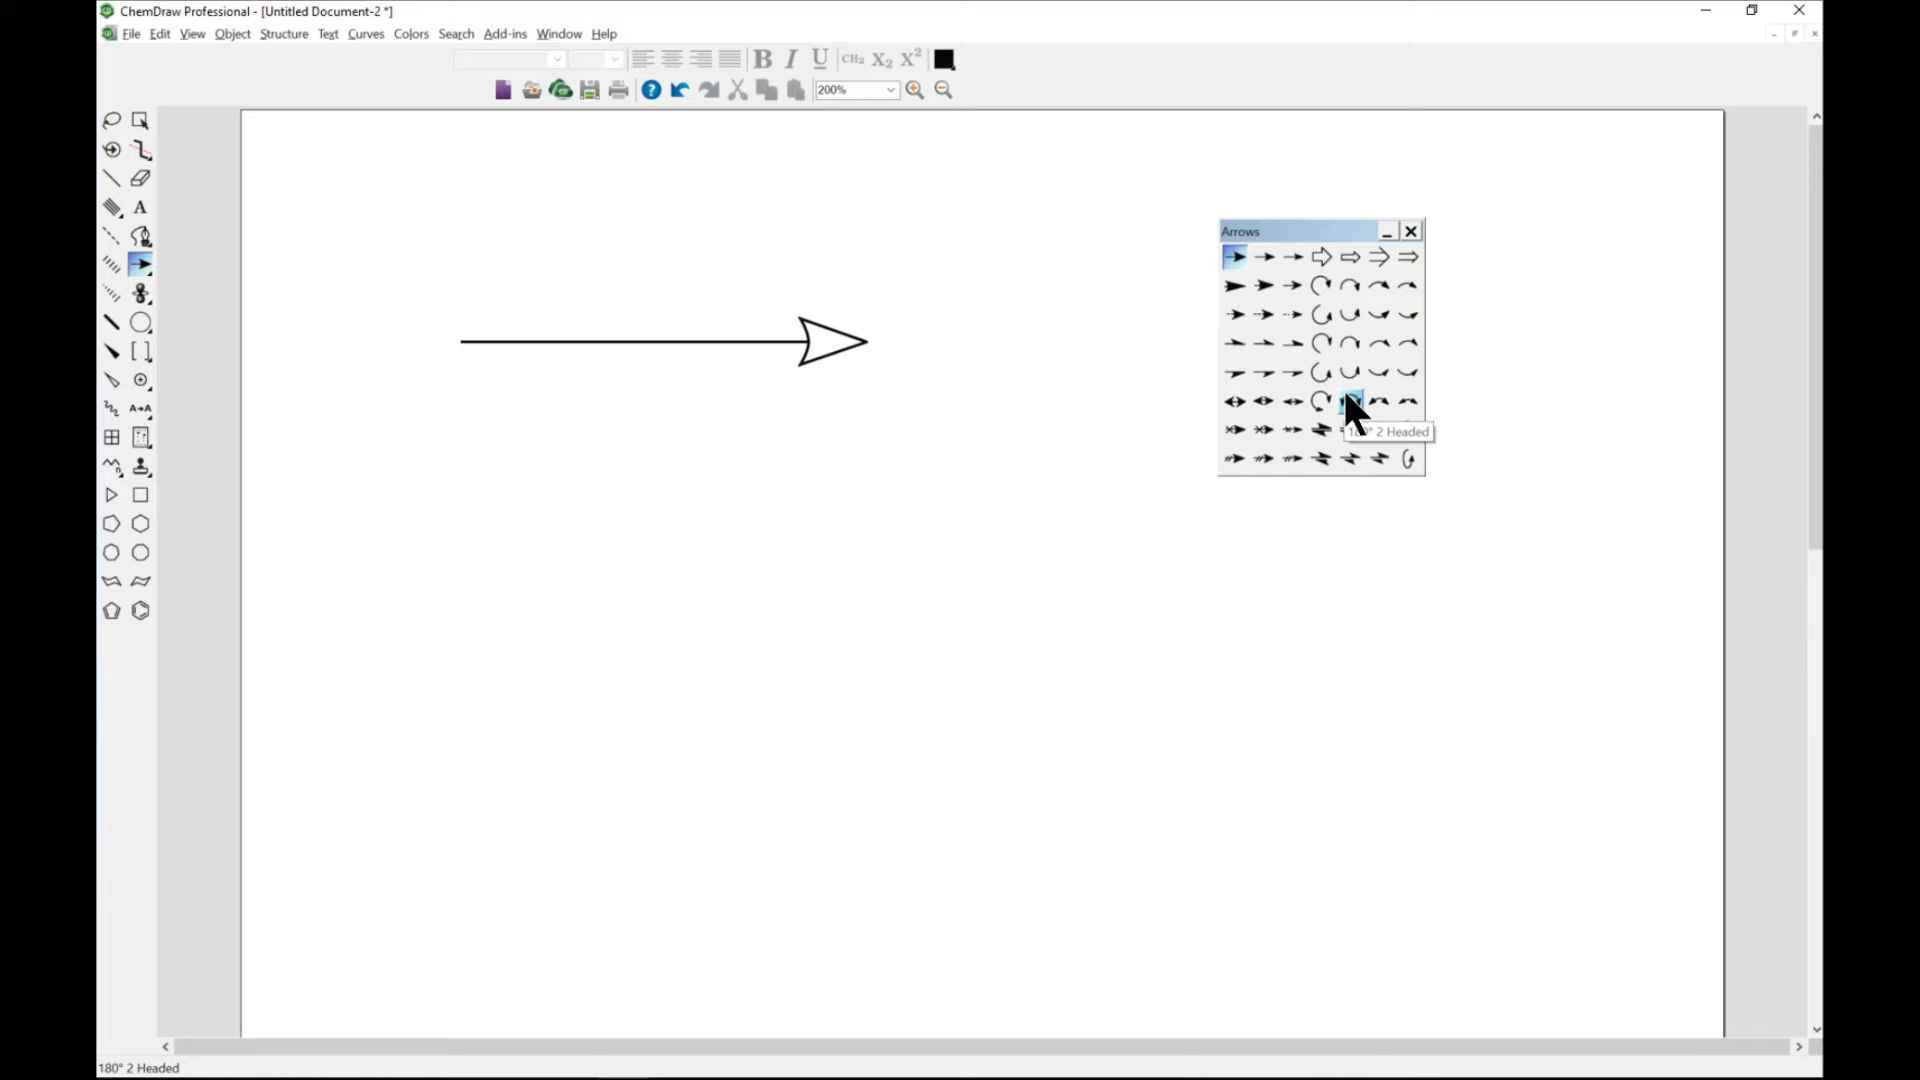 ChemDraw Professional - [Untitled Document-2 *]
File Edit View Object Structure Text Curves Colors Search Add-ins Window Help
B I U CH2 X2 X2
200%
A
A→A
Arrows
2 Headed
180° 2 Headed